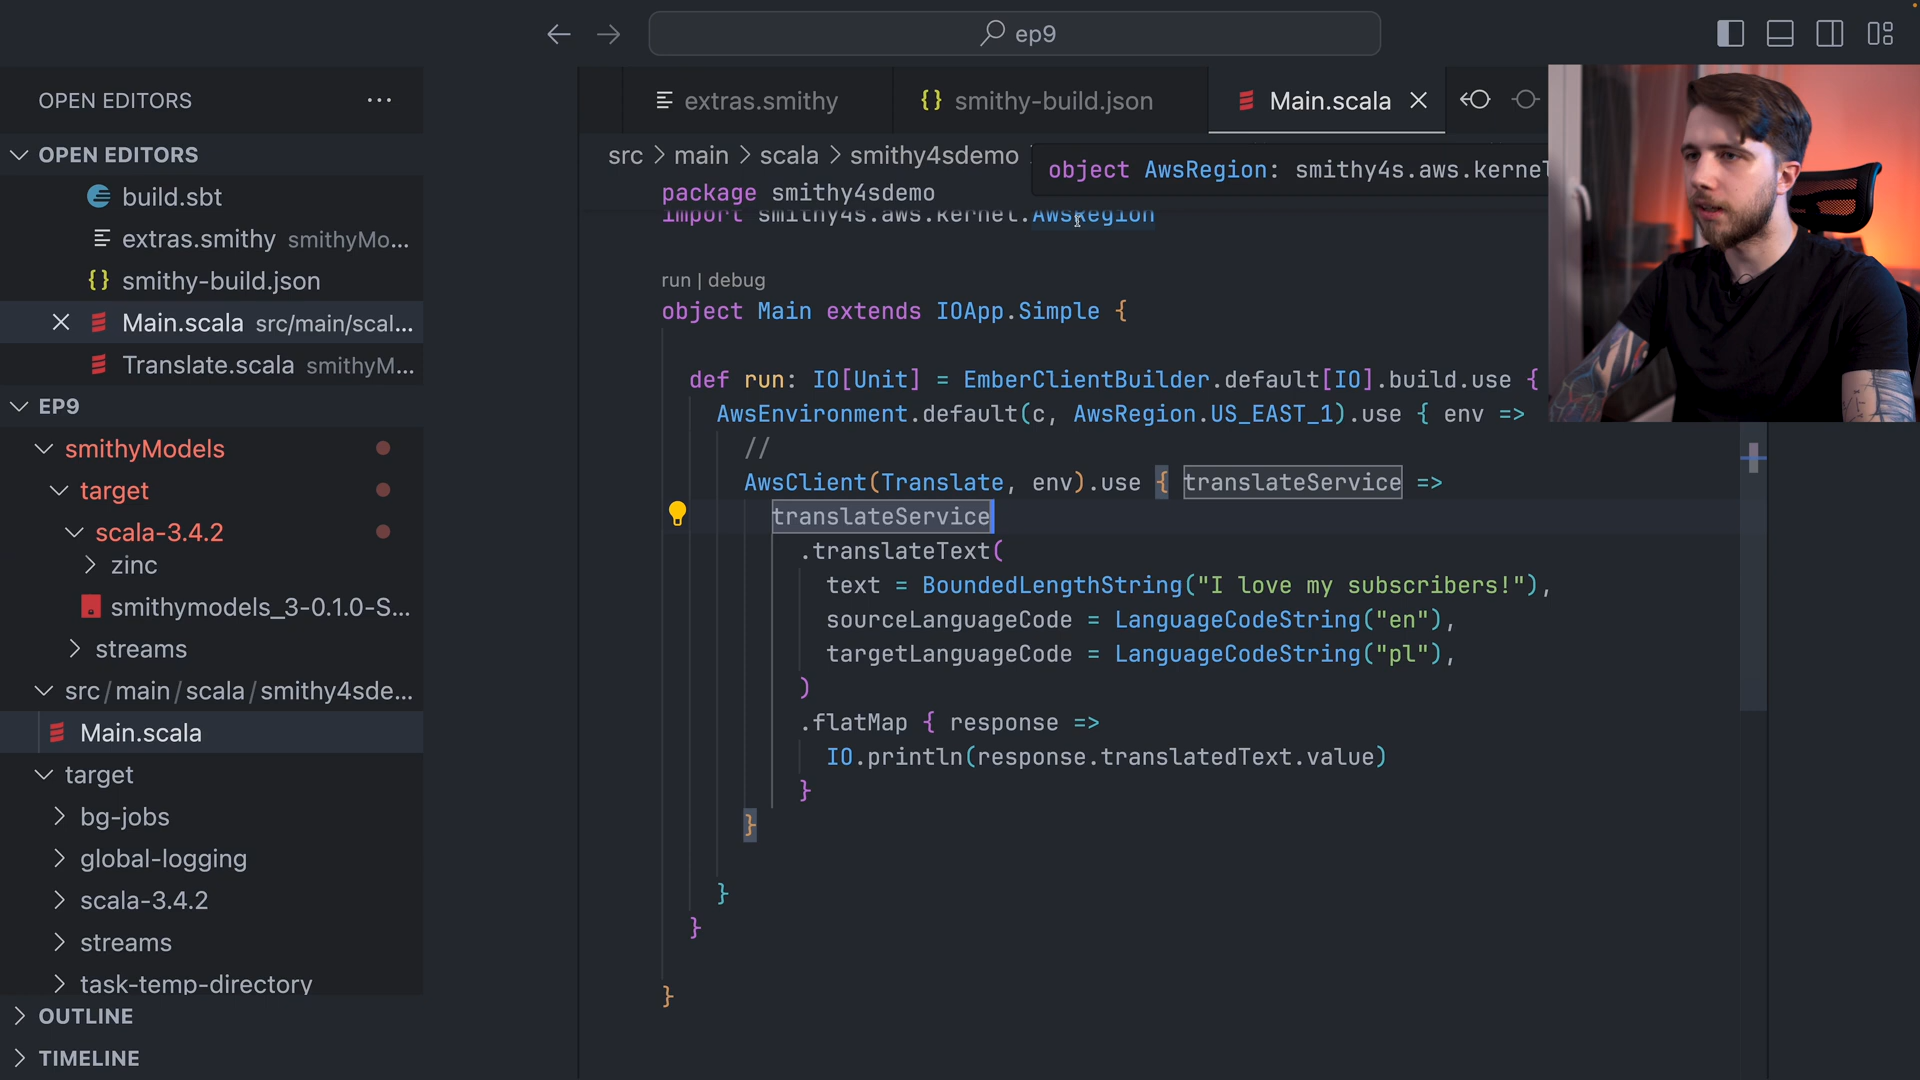 ep9
OPEN EDITORS
OPEN EDITORS
build.sbt
extras.smithy smithyMo...
smithy-build.json
Main.scala src/main/scal...
Translate.scala smithyM...
EP9
smithyModels
target
scala-3.4.2
zinc
smithymodels_3-0.1.0-S...
streams
src/main/scala/smithy4sde...
Main.scala
target
bg-jobs
global-logging
scala-3.4.2
streams
task-temp-directory
OUTLINE
TIMELINE
extras.smithy
smithy-build.json
Main.scala
src > main > scala > smithy4sdemo
object AwsRegion: smithy4s.aws.kernel
package smithy4sdemo
import smithy4s.aws.kernel.AwsRegion
run | debug
object Main extends IOApp.Simple {
def run: IO[Unit] = EmberClientBuilder.default[IO].build.use {
AwsEnvironment.default(c, AwsRegion.US_EAST_1).use { env =>
//
AwsClient(Translate, env).use { translateService =>
translateService
.translateText(
text = BoundedLengthString("I love my subscribers!"),
sourceLanguageCode = LanguageCodeString("en"),
targetLanguageCode = LanguageCodeString("pl"),
)
.flatMap { response =>
IO.println(response.translatedText.value)
}
}
}
}
}